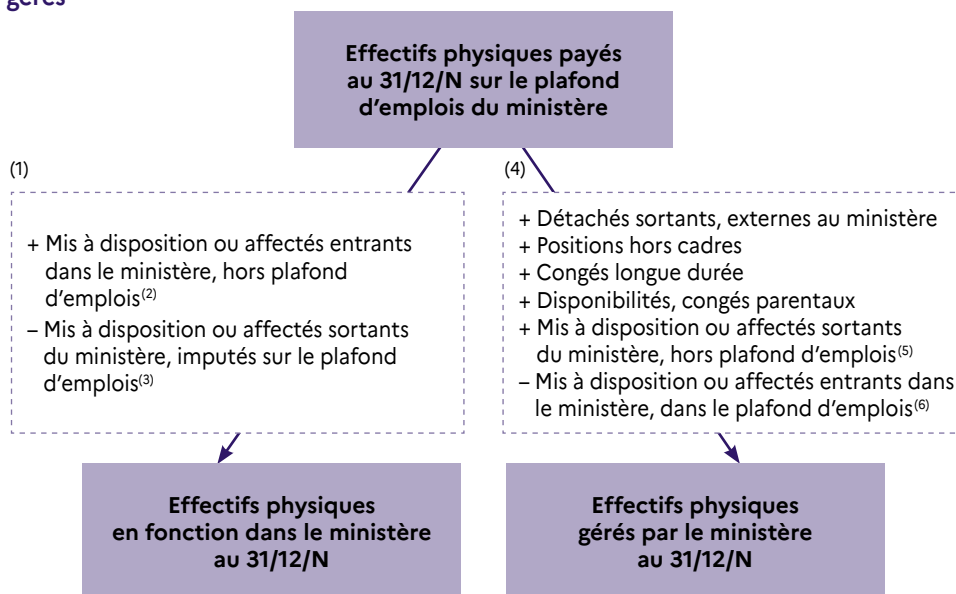 gérés
Effectifs physiques payés
au 31/12/N sur le plafond
d'emplois du ministère
(1)
+ Mis à disposition ou affectés entrants
dans le ministère, hors plafond
d'emplois(2)
– Mis à disposition ou affectés sortants
du ministère, imputés sur le plafond
d'emplois(3)
(4)
+ Détachés sortants, externes au ministère
+ Positions hors cadres
+ Congés longue durée
+ Disponibilités, congés parentaux
+ Mis à disposition ou affectés sortants
du ministère, hors plafond d'emplois(5)
– Mis à disposition ou affectés entrants dans
le ministère, dans le plafond d'emplois(6)
Effectifs physiques
en fonction dans le ministère
au 31/12/N
Effectifs physiques
gérés par le ministère
au 31/12/N